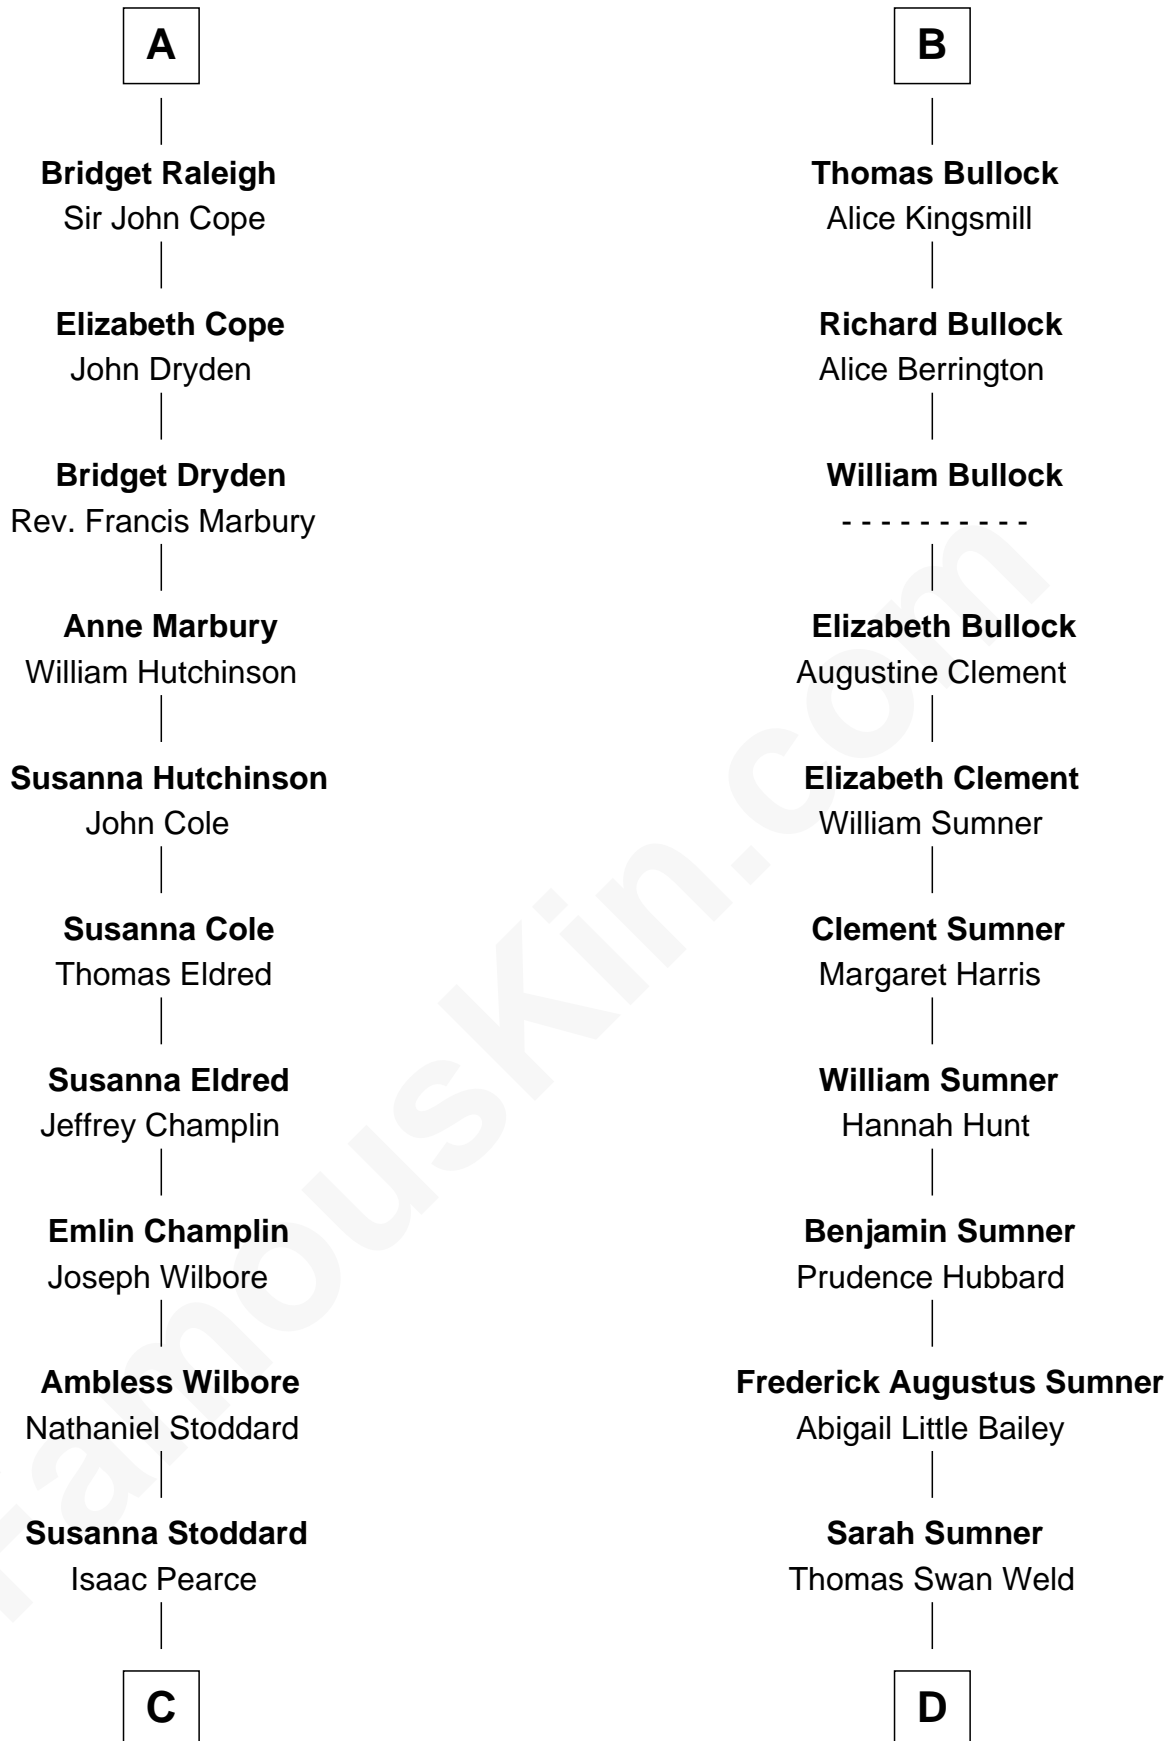 A
Bridget Raleigh
Sir John Cope
Elizabeth Cope
John Dryden
Bridget Dryden
Rev. Francis Marbury
Anne Marbury
William Hutchinson
Susanna Hutchinson
John Cole
Susanna Cole
Thomas Eldred
Susanna Eldred
Jeffrey Champlin
Emlin Champlin
Joseph Wilbore
Ambless Wilbore
Nathaniel Stoddard
Susanna Stoddard
Isaac Pearce
C
B
Thomas Bullock
Alice Kingsmill
Richard Bullock
Alice Berrington
William Bullock
- - - - - - - - - -
Elizabeth Bullock
Augustine Clement
Elizabeth Clement
William Sumner
Clement Sumner
Margaret Harris
William Sumner
Hannah Hunt
Benjamin Sumner
Prudence Hubbard
Frederick Augustus Sumner
Abigail Little Bailey
Sarah Sumner
Thomas Swan Weld
D
FamousKin.com